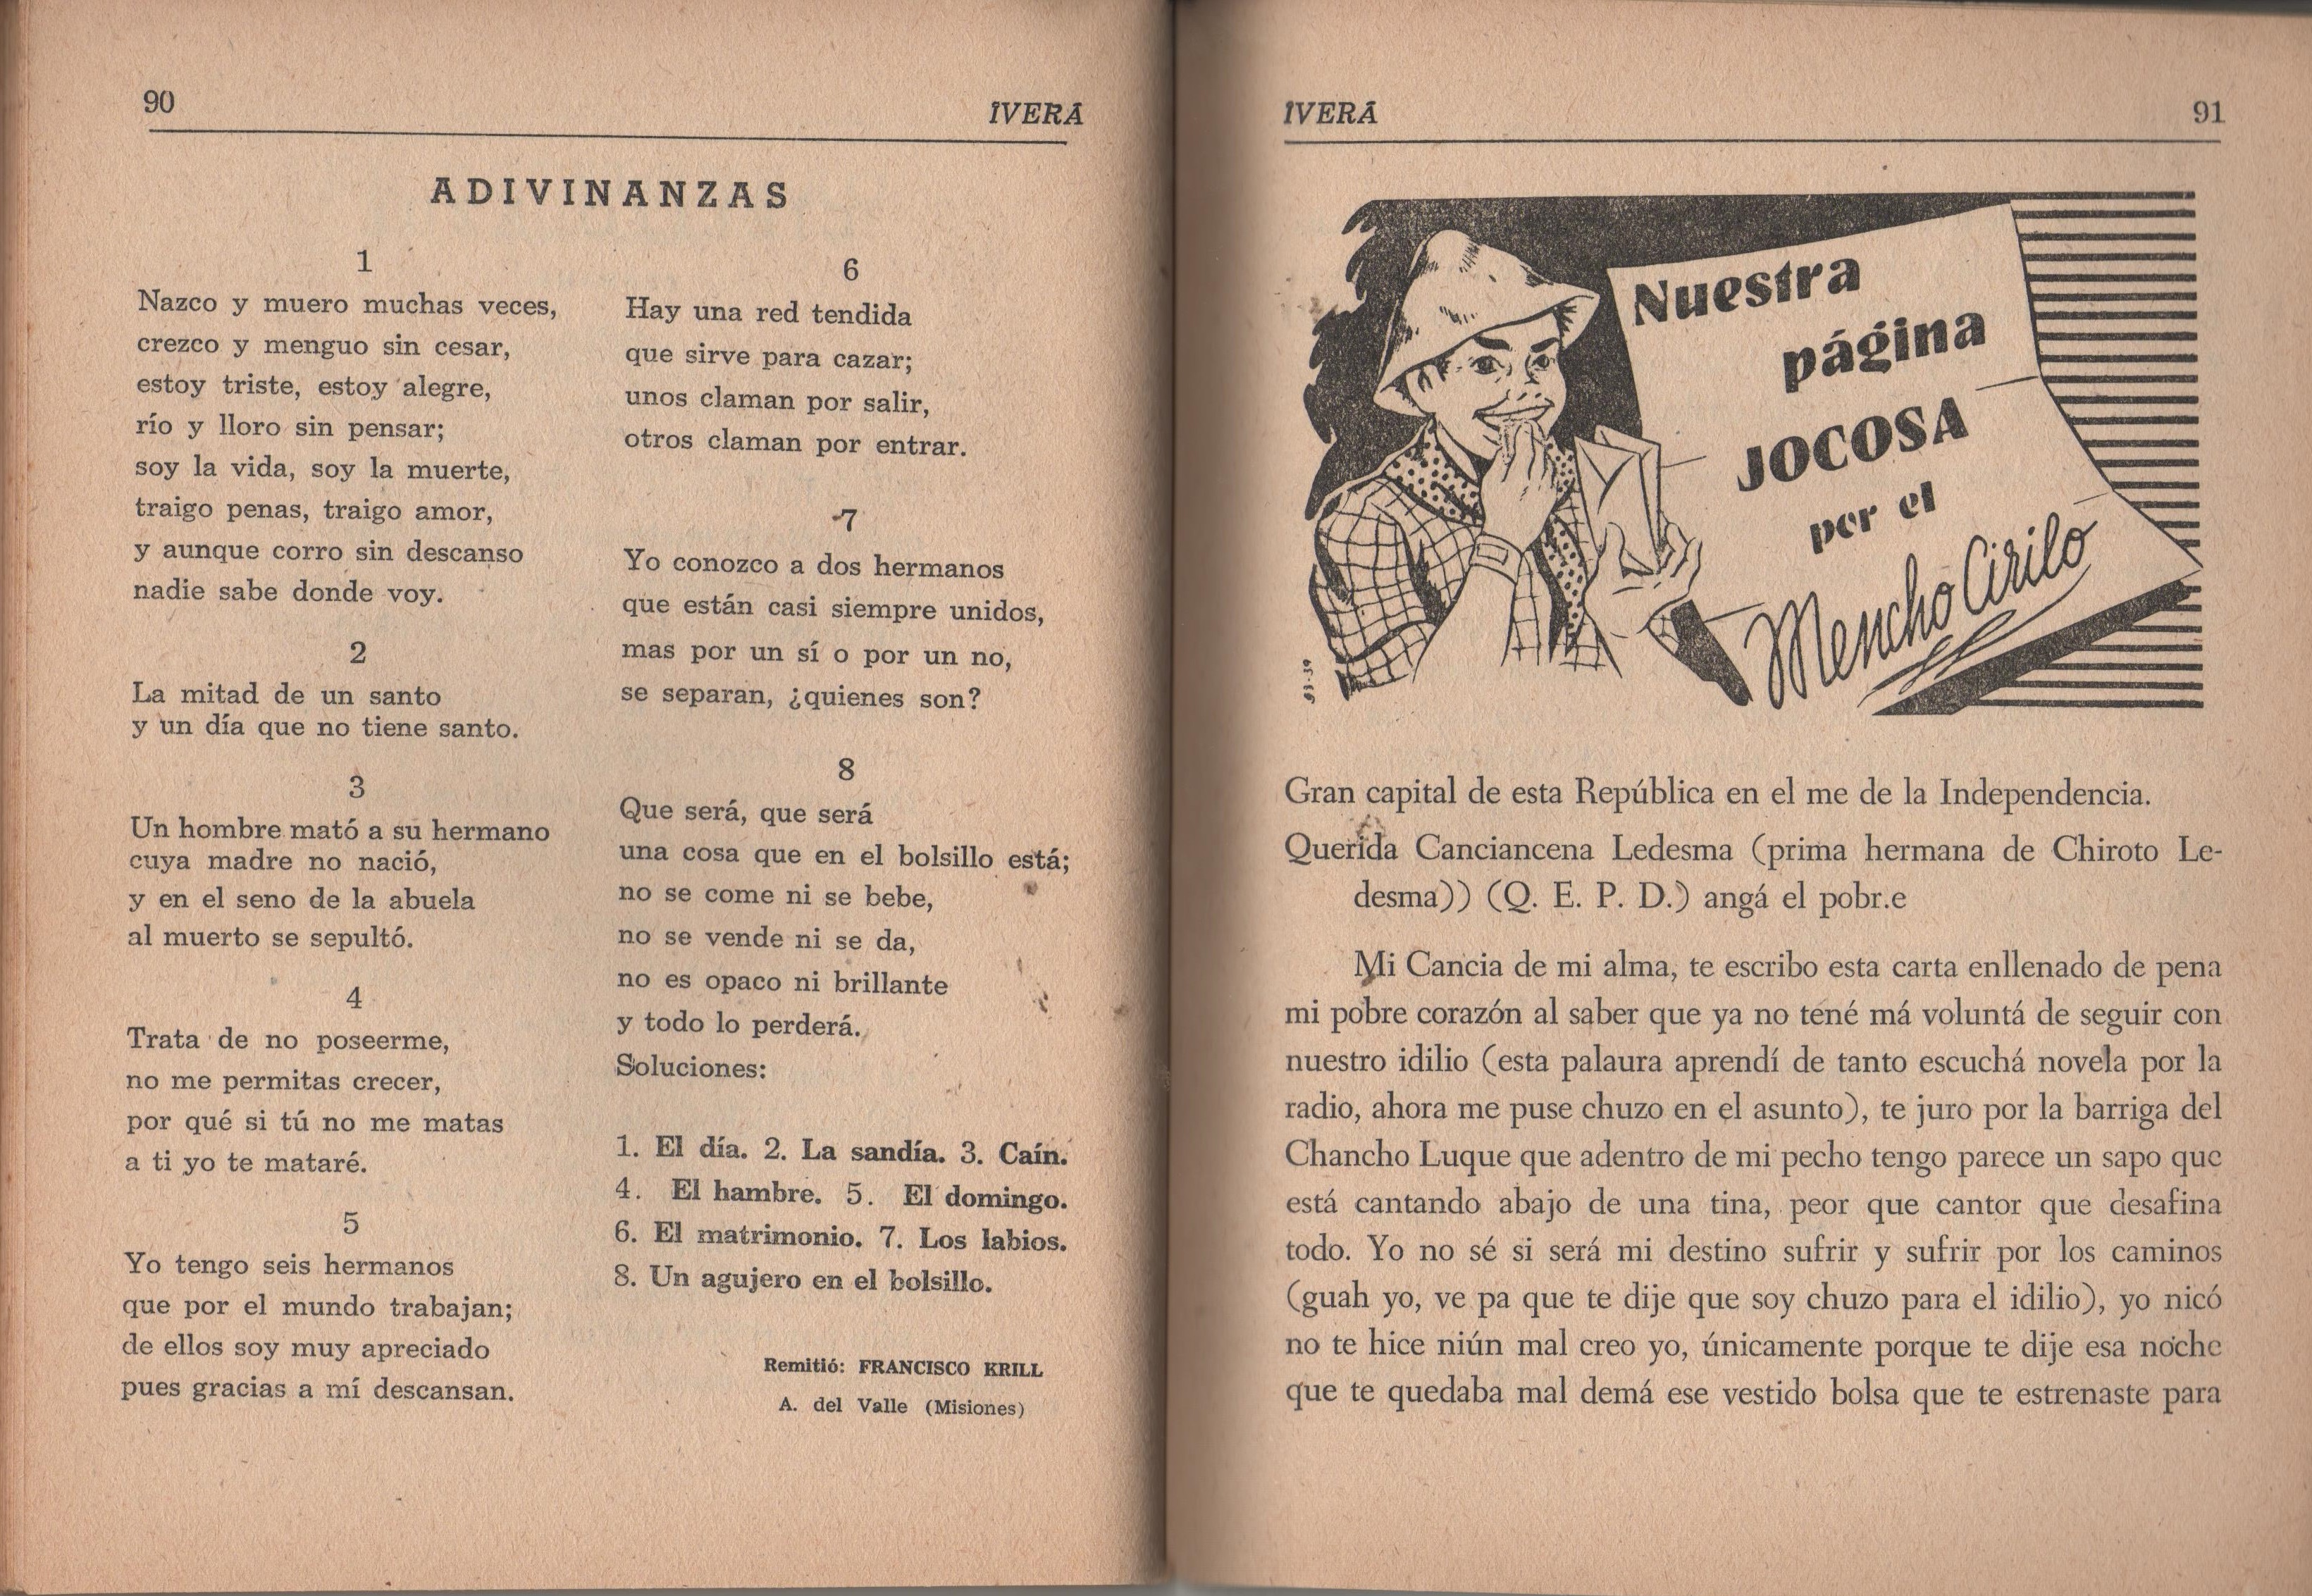 90
ÎVERÁ
ADIVINANZAS
1
Nazco y muero muchas veces,
crezco y menguo sin cesar,
estoy triste, estoy alegre,
río y lloro sin pensar;
soy la vida, soy la muerte,
traigo penas, traigo amor,
y aunque corro sin descanso
nadie sabe donde voy.
2
La mitad de un santo
y un día que no tiene santo.
3
Un hombre mató a su hermano
cuya madre no nació,
y en el seno de la abuela
al muerto se sepultó.
4
Trata de no poseerme,
no me permitas crecer,
por qué si tú no me matas
a ti yo te mataré.
5
Yo tengo seis hermanos
que por el mundo trabajan;
de ellos soy muy apreciado
pues gracias a mí descansan.
6
Hay una red tendida
que sirve para cazar;
unos claman por salir,
otros claman por entrar.
7
Yo conozco a dos hermanos
que están casi siempre unidos,
mas por un sí o por un no,
se separan, ¿quienes son?
8
Que será, que será
una cosa que en el bolsillo está;
no se come ni se bebe,
no se vende ni se da,
no es opaco ni brillante
y todo lo perderá.
Soluciones:
1. El día. 2. La sandía. 3. Caín.
4. El hambre. 5. El domingo.
6. El matrimonio. 7. Los labios.
8. Un agujero en el bolsillo.
Remitió: FRANCISCO KRILL
A. del Valle (Misiones)
ÎVERÁ
91
Nuestra
página
JOCOSA
por el
Mencho Cirilo
Gran capital de esta República en el me de la Independencia.
Querida Canciancena Ledesma (prima hermana de Chiroto Le-
desma)) (Q. E. P. D.) angá el pobr.e
Mi Cancia de mi alma, te escribo esta carta enllenado de pena
mi pobre corazón al saber que ya no tené má voluntá de seguir con
nuestro idilio (esta palaura aprendí de tanto escuchá novela por la
radio, ahora me puse chuzo en el asunto), te juro por la barriga del
Chancho Luque que adentro de mi pecho tengo parece un sapo que
está cantando abajo de una tina, peor que cantor que desafina
todo. Yo no sé si será mi destino sufrir y sufrir por los caminos
(guah yo, ve pa que te dije que soy chuzo para el idilio), yo nicó
no te hice niún mal creo yo, únicamente porque te dije esa noche
que te quedaba mal demá ese vestido bolsa que te estrenaste para